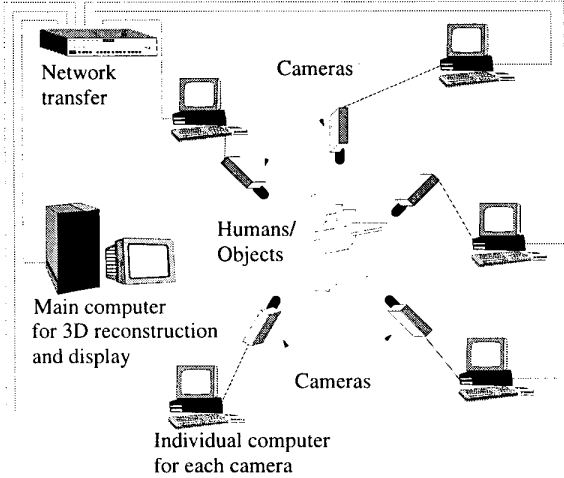 Network
transfer
Cameras
Humans/
Objects
Main computer
for 3D reconstruction
and display
Cameras
Individual computer
for each camera